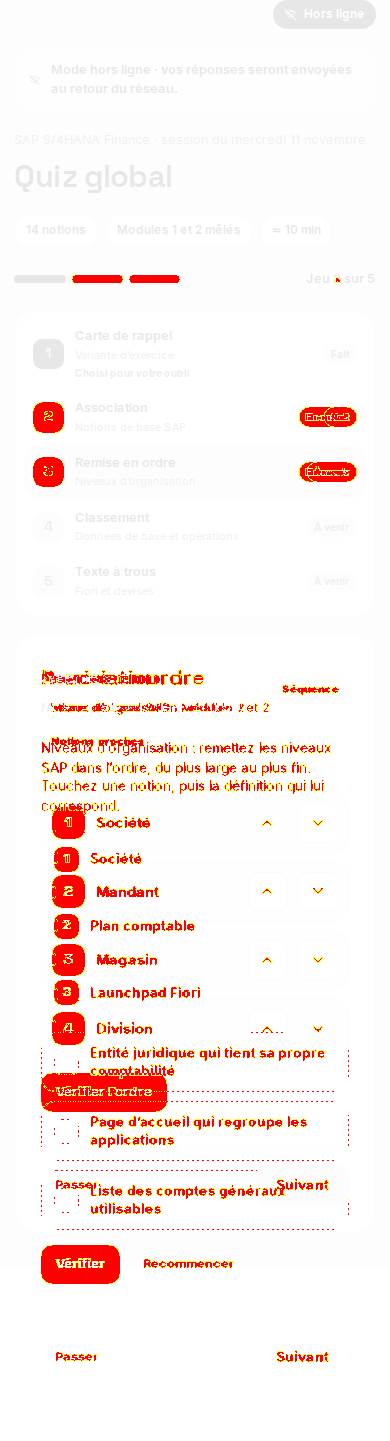 Hors ligne
Mode hors ligne · vos réponses seront envoyées
au retour du réseau.
SAP S/4HANA Finance · session du mercredi 11 novembre
Quiz global
14 notions
Modules 1 et 2 mêlés
≈ 10 min
Jeu sur 5
1
Carte de rappel
Variante d'exercice
Choisi pour votre oubli
Fait
2
Association
Notions de base SAP
3
Remise en ordre
Niveaux d'organisation
4
Classement
Données de base et opérations
À venir
5
Texte à trous
Fiori et devises
À venir
Séquence
2 et 2
Notions proches
Niveaux d'organisation : remettez les niveaux
SAP dans l'ordre, du plus large au plus fin.
Touchez une notion, puis la définition qui lui
correspond.
1 Société
1 Société
2 Mandant
2 Plan comptable
3 Magasin
3 Launchpad Fiori
4 Division
Entité juridique qui tient sa propre
comptabilité
Vérifier l'ordre
Page d'accueil qui regroupe les
applications
Passer
Suivant
Liste des comptes généraux
utilisables
Vérifier
Recommencer
Passer
Suivant